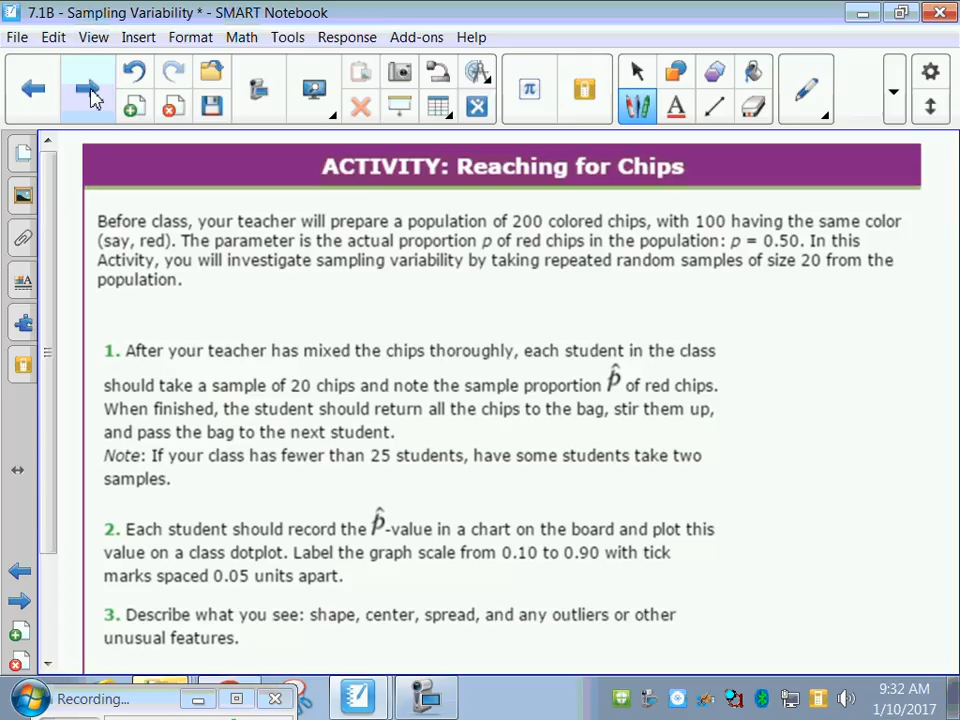 7.1B - Sampling Variability * - SMART Notebook
File Edit View Insert Format Math Tools Response Add-ons Help
π
A
ACTIVITY: Reaching for Chips
Before class, your teacher will prepare a population of 200 colored chips, with 100 having the same color
(say, red). The parameter is the actual proportion p of red chips in the population: p = 0.50. In this
Activity, you will investigate sampling variability by taking repeated random samples of size 20 from the
population.
1. After your teacher has mixed the chips thoroughly, each student in the class
should take a sample of 20 chips and note the sample proportion p̂ of red chips.
When finished, the student should return all the chips to the bag, stir them up,
and pass the bag to the next student.
Note: If your class has fewer than 25 students, have some students take two
samples.
2. Each student should record the p̂-value in a chart on the board and plot this
value on a class dotplot. Label the graph scale from 0.10 to 0.90 with tick
marks spaced 0.05 units apart.
3. Describe what you see: shape, center, spread, and any outliers or other
unusual features.
Recording...
9:32 AM
1/10/2017